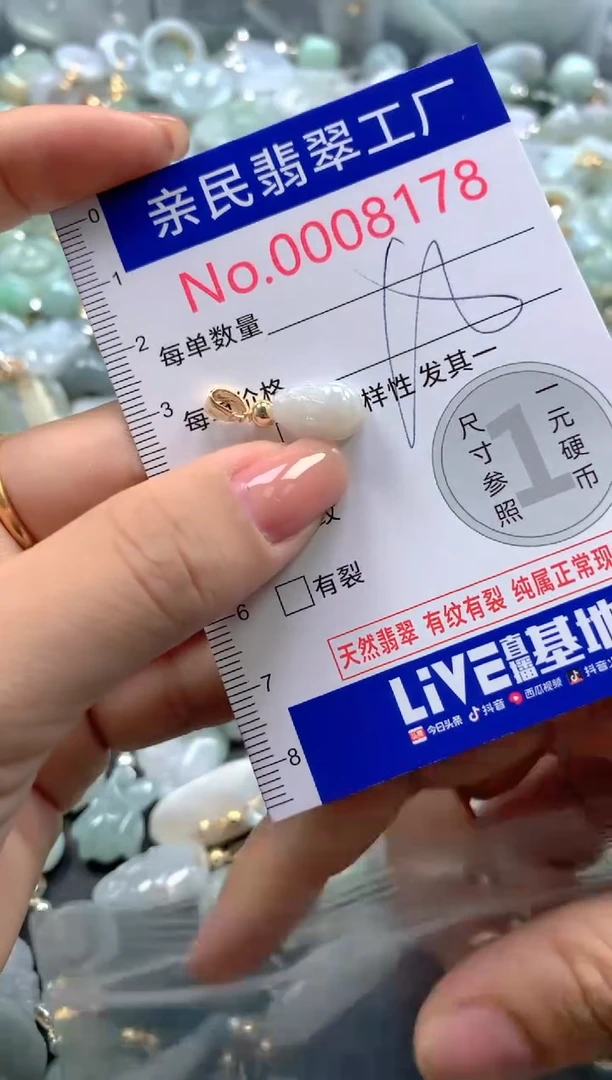 亲民翡翠工厂
No.0008178
每单数量
每 价格
样性发其一
有裂
一元硬币
尺寸参照
1
天然翡翠 有纹有裂 纯属正常现
LiVE直播基地
今日头条 抖音 西瓜视频
0
1
2
3
6
7
8